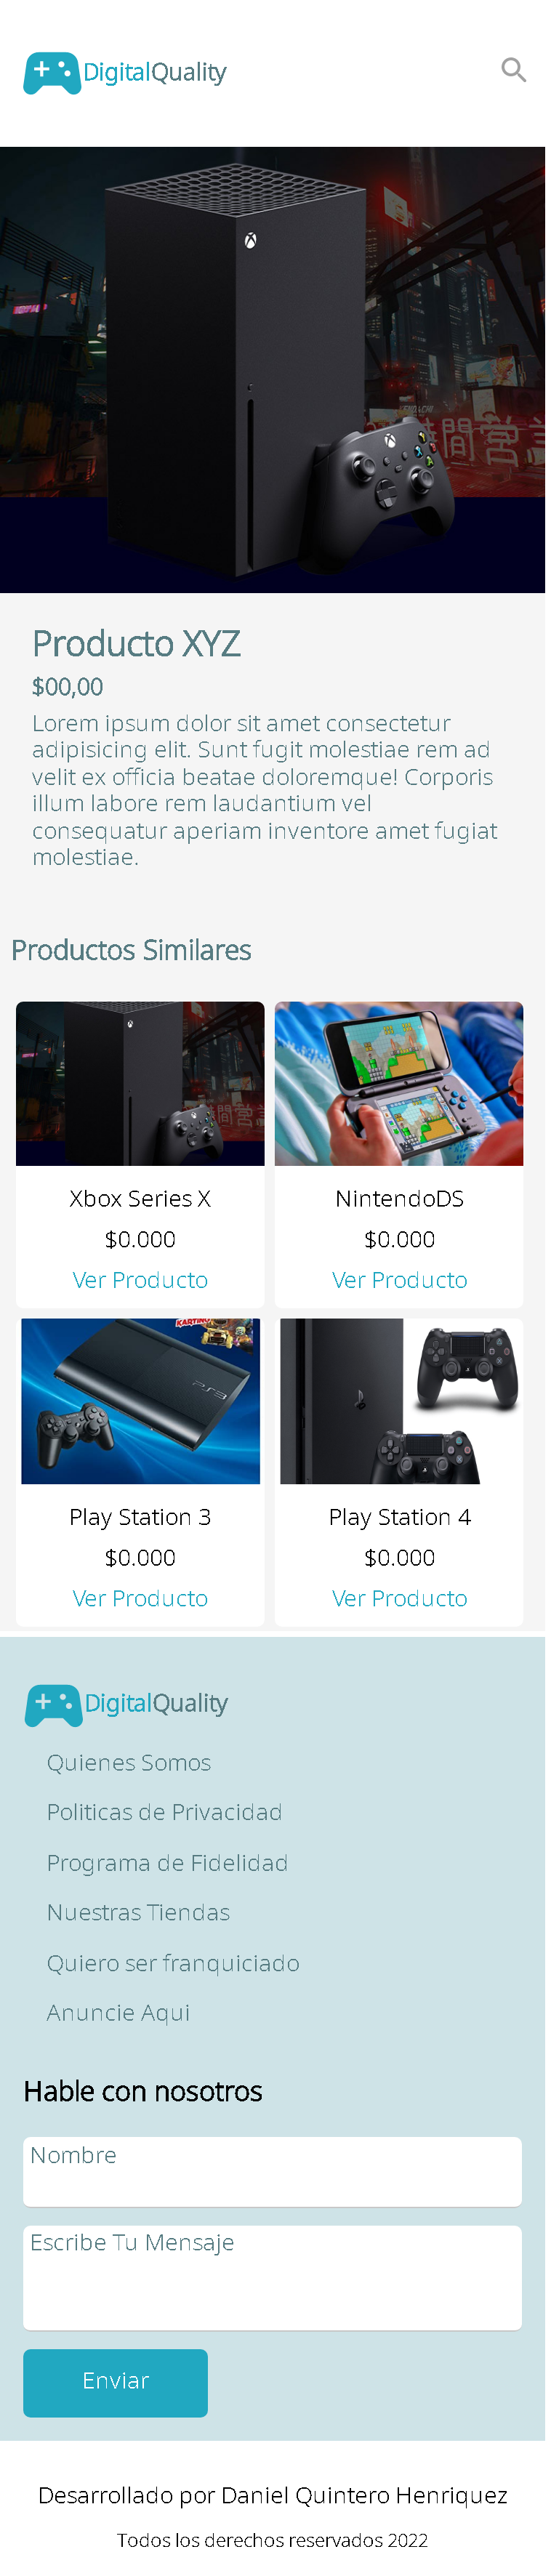 DigitalQuality
Producto XYZ
$00,00
Lorem ipsum dolor sit amet consectetur
adipisicing elit. Sunt fugit molestiae rem ad
velit ex officia beatae doloremque! Corporis
illum labore rem laudantium vel
consequatur aperiam inventore amet fugiat
molestiae.
Productos Similares
Xbox Series X
$0.000
Ver Producto
NintendoDS
$0.000
Ver Producto
PS3
Play Station 3
$0.000
Ver Producto
Play Station 4
$0.000
Ver Producto
DigitalQuality
Quienes Somos
Politicas de Privacidad
Programa de Fidelidad
Nuestras Tiendas
Quiero ser franquiciado
Anuncie Aqui
Hable con nosotros
Nombre
Escribe Tu Mensaje
Enviar
Desarrollado por Daniel Quintero Henriquez
Todos los derechos reservados 2022